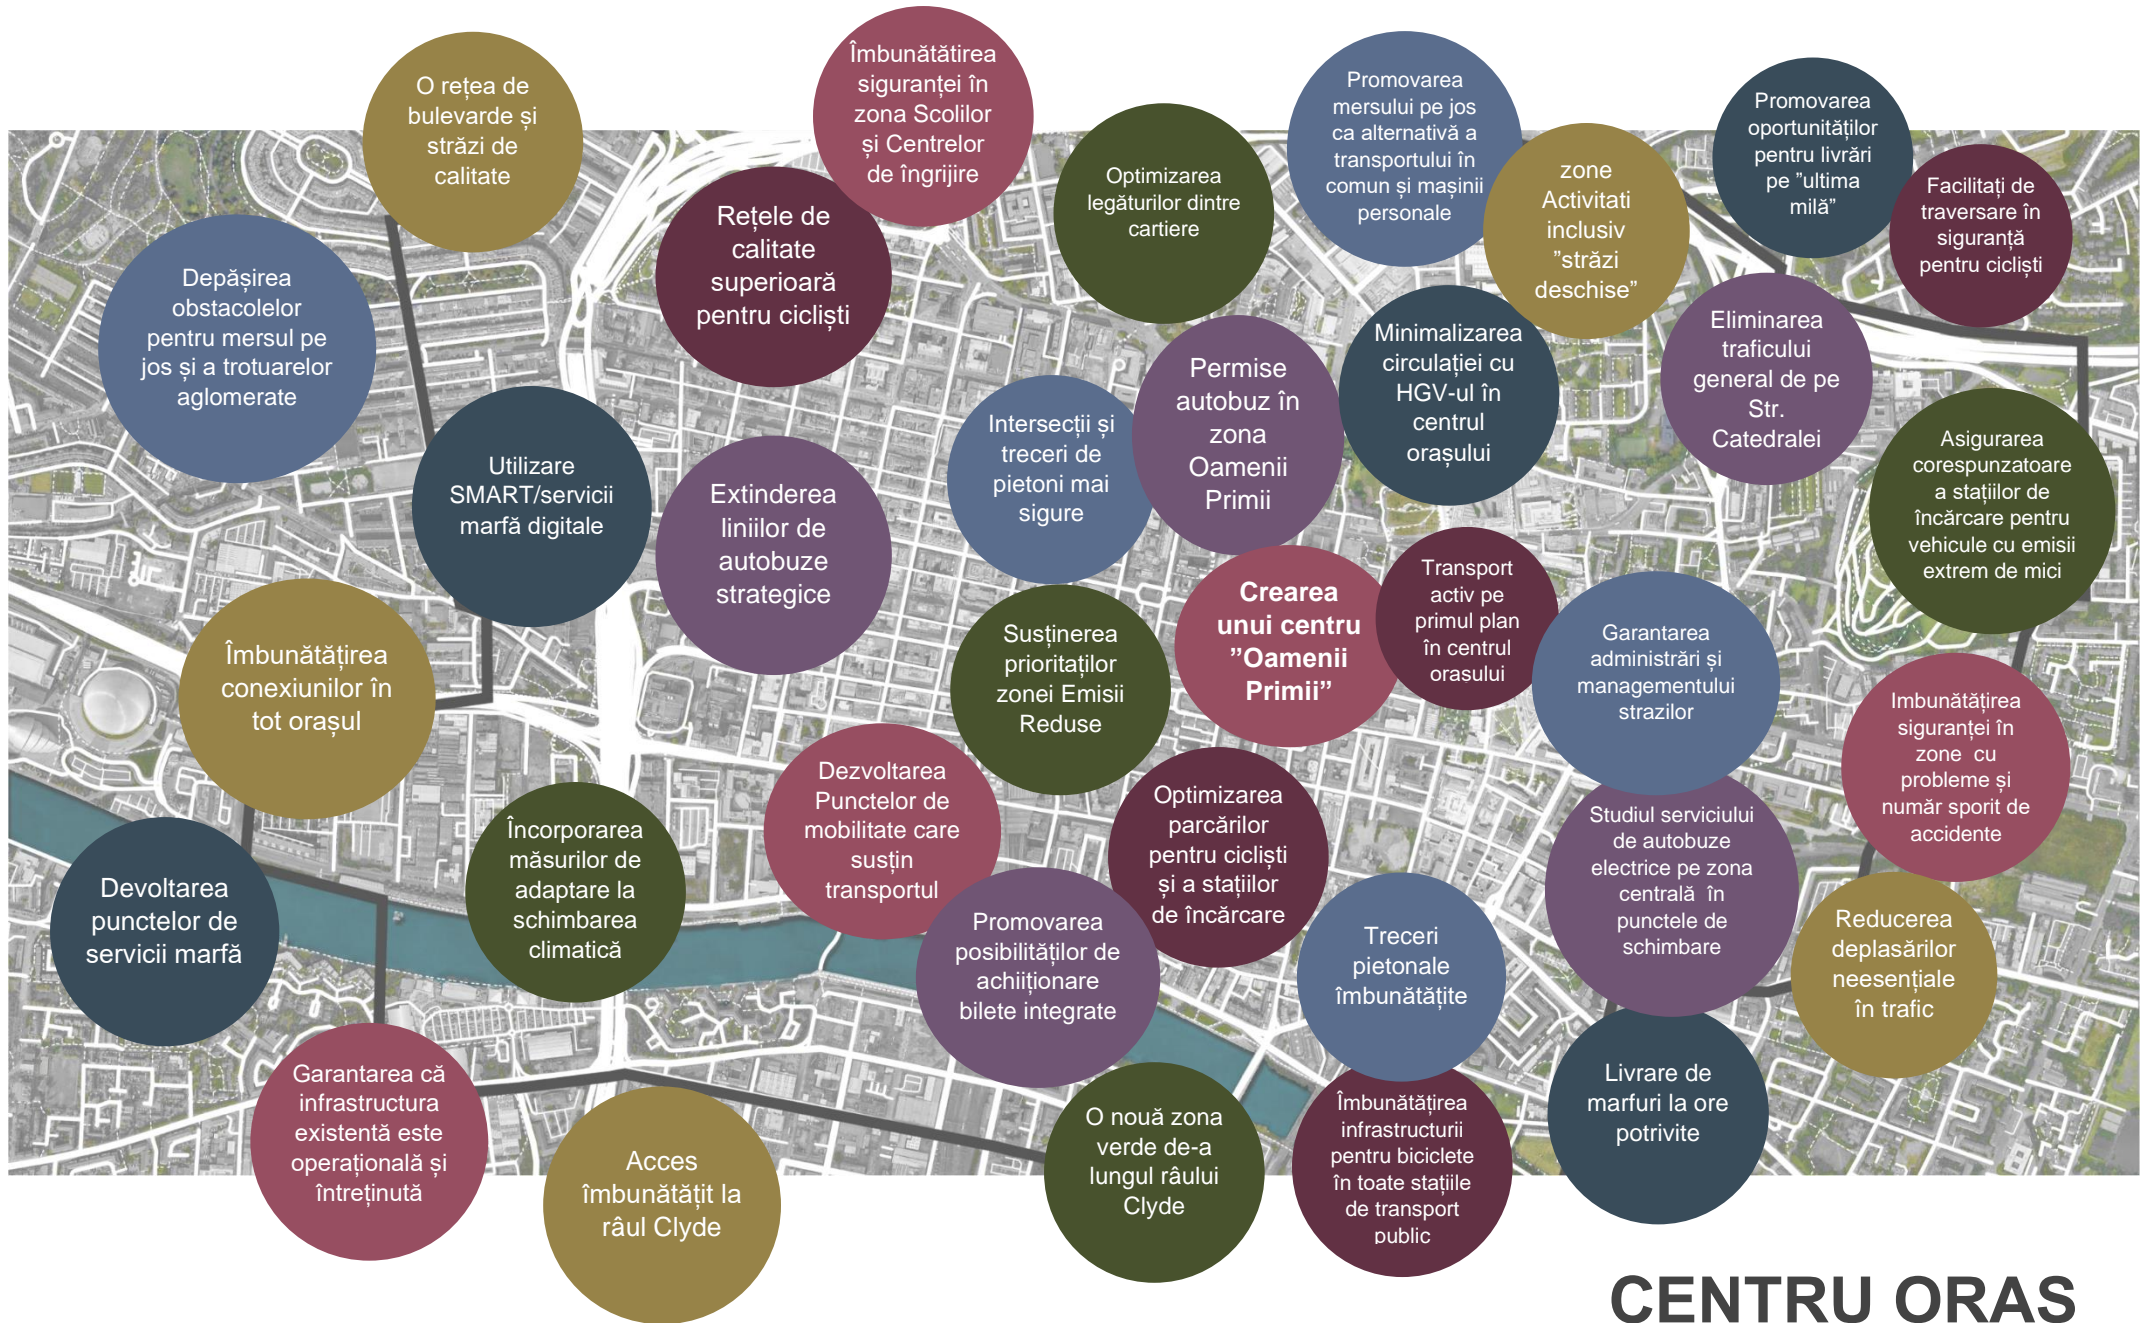 O rețea de
bulevarde și
străzi de
calitate
Îmbunătătirea
siguranței în
zona Scolilor
și Centrelor
de îngrijire
Promovarea
mersului pe jos
ca alternativă a
transportului în
comun și mașinii
personale
Promovarea
oportunităților
pentru livrări
pe ”ultima
milă”
Optimizarea
legăturilor dintre
cartiere
zone
Activitati
inclusiv
”străzi
deschise”
Facilitați de
traversare în
siguranță
pentru cicliști
Rețele de
calitate
superioară
pentru cicliști
Depășirea
obstacolelor
pentru mersul pe
jos și a trotuarelor
aglomerate
Minimalizarea
circulației cu
HGV-ul în
centrul
orașului
Eliminarea
traficului
general de pe
Str.
Catedralei
Permise
autobuz în
zona
Oamenii
Primii
Intersecții și
treceri de
pietoni mai
sigure
Asigurarea
corespunzatoare
a stațiilor de
încărcare pentru
vehicule cu emisii
extrem de mici
Utilizare
SMART/servicii
marfă digitale
Extinderea
liniilor de
autobuze
strategice
Crearea
unui centru
”Oamenii
Primii”
Transport
activ pe
primul plan
în centrul
orasului
Susținerea
prioritaților
zonei Emisii
Reduse
Garantarea
administrări și
managementului
strazilor
Îmbunătățirea
conexiunilor în
tot orașul
Imbunătățirea
siguranței în
zone cu
probleme și
număr sporit de
accidente
Dezvoltarea
Punctelor de
mobilitate care
susțin
transportul
Optimizarea
parcărilor
pentru cicliști
și a stațiilor
de încărcare
Studiul serviciului
de autobuze
electrice pe zona
centrală în
punctele de
schimbare
Încorporarea
măsurilor de
adaptare la
schimbarea
climatică
Devoltarea
punctelor de
servicii marfă
Promovarea
posibilităților de
achiiționare
bilete integrate
Treceri
pietonale
îmbunătățite
Reducerea
deplasărilor
neesențiale
în trafic
Garantarea că
infrastructura
existentă este
operațională și
întreținută
Acces
îmbunătățit la
râul Clyde
O nouă zona
verde de-a
lungul râului
Clyde
Îmbunătățirea
infrastructurii
pentru biciclete
în toate stațiile
de transport
public
Livrare de
marfuri la ore
potrivite
CENTRU ORAS